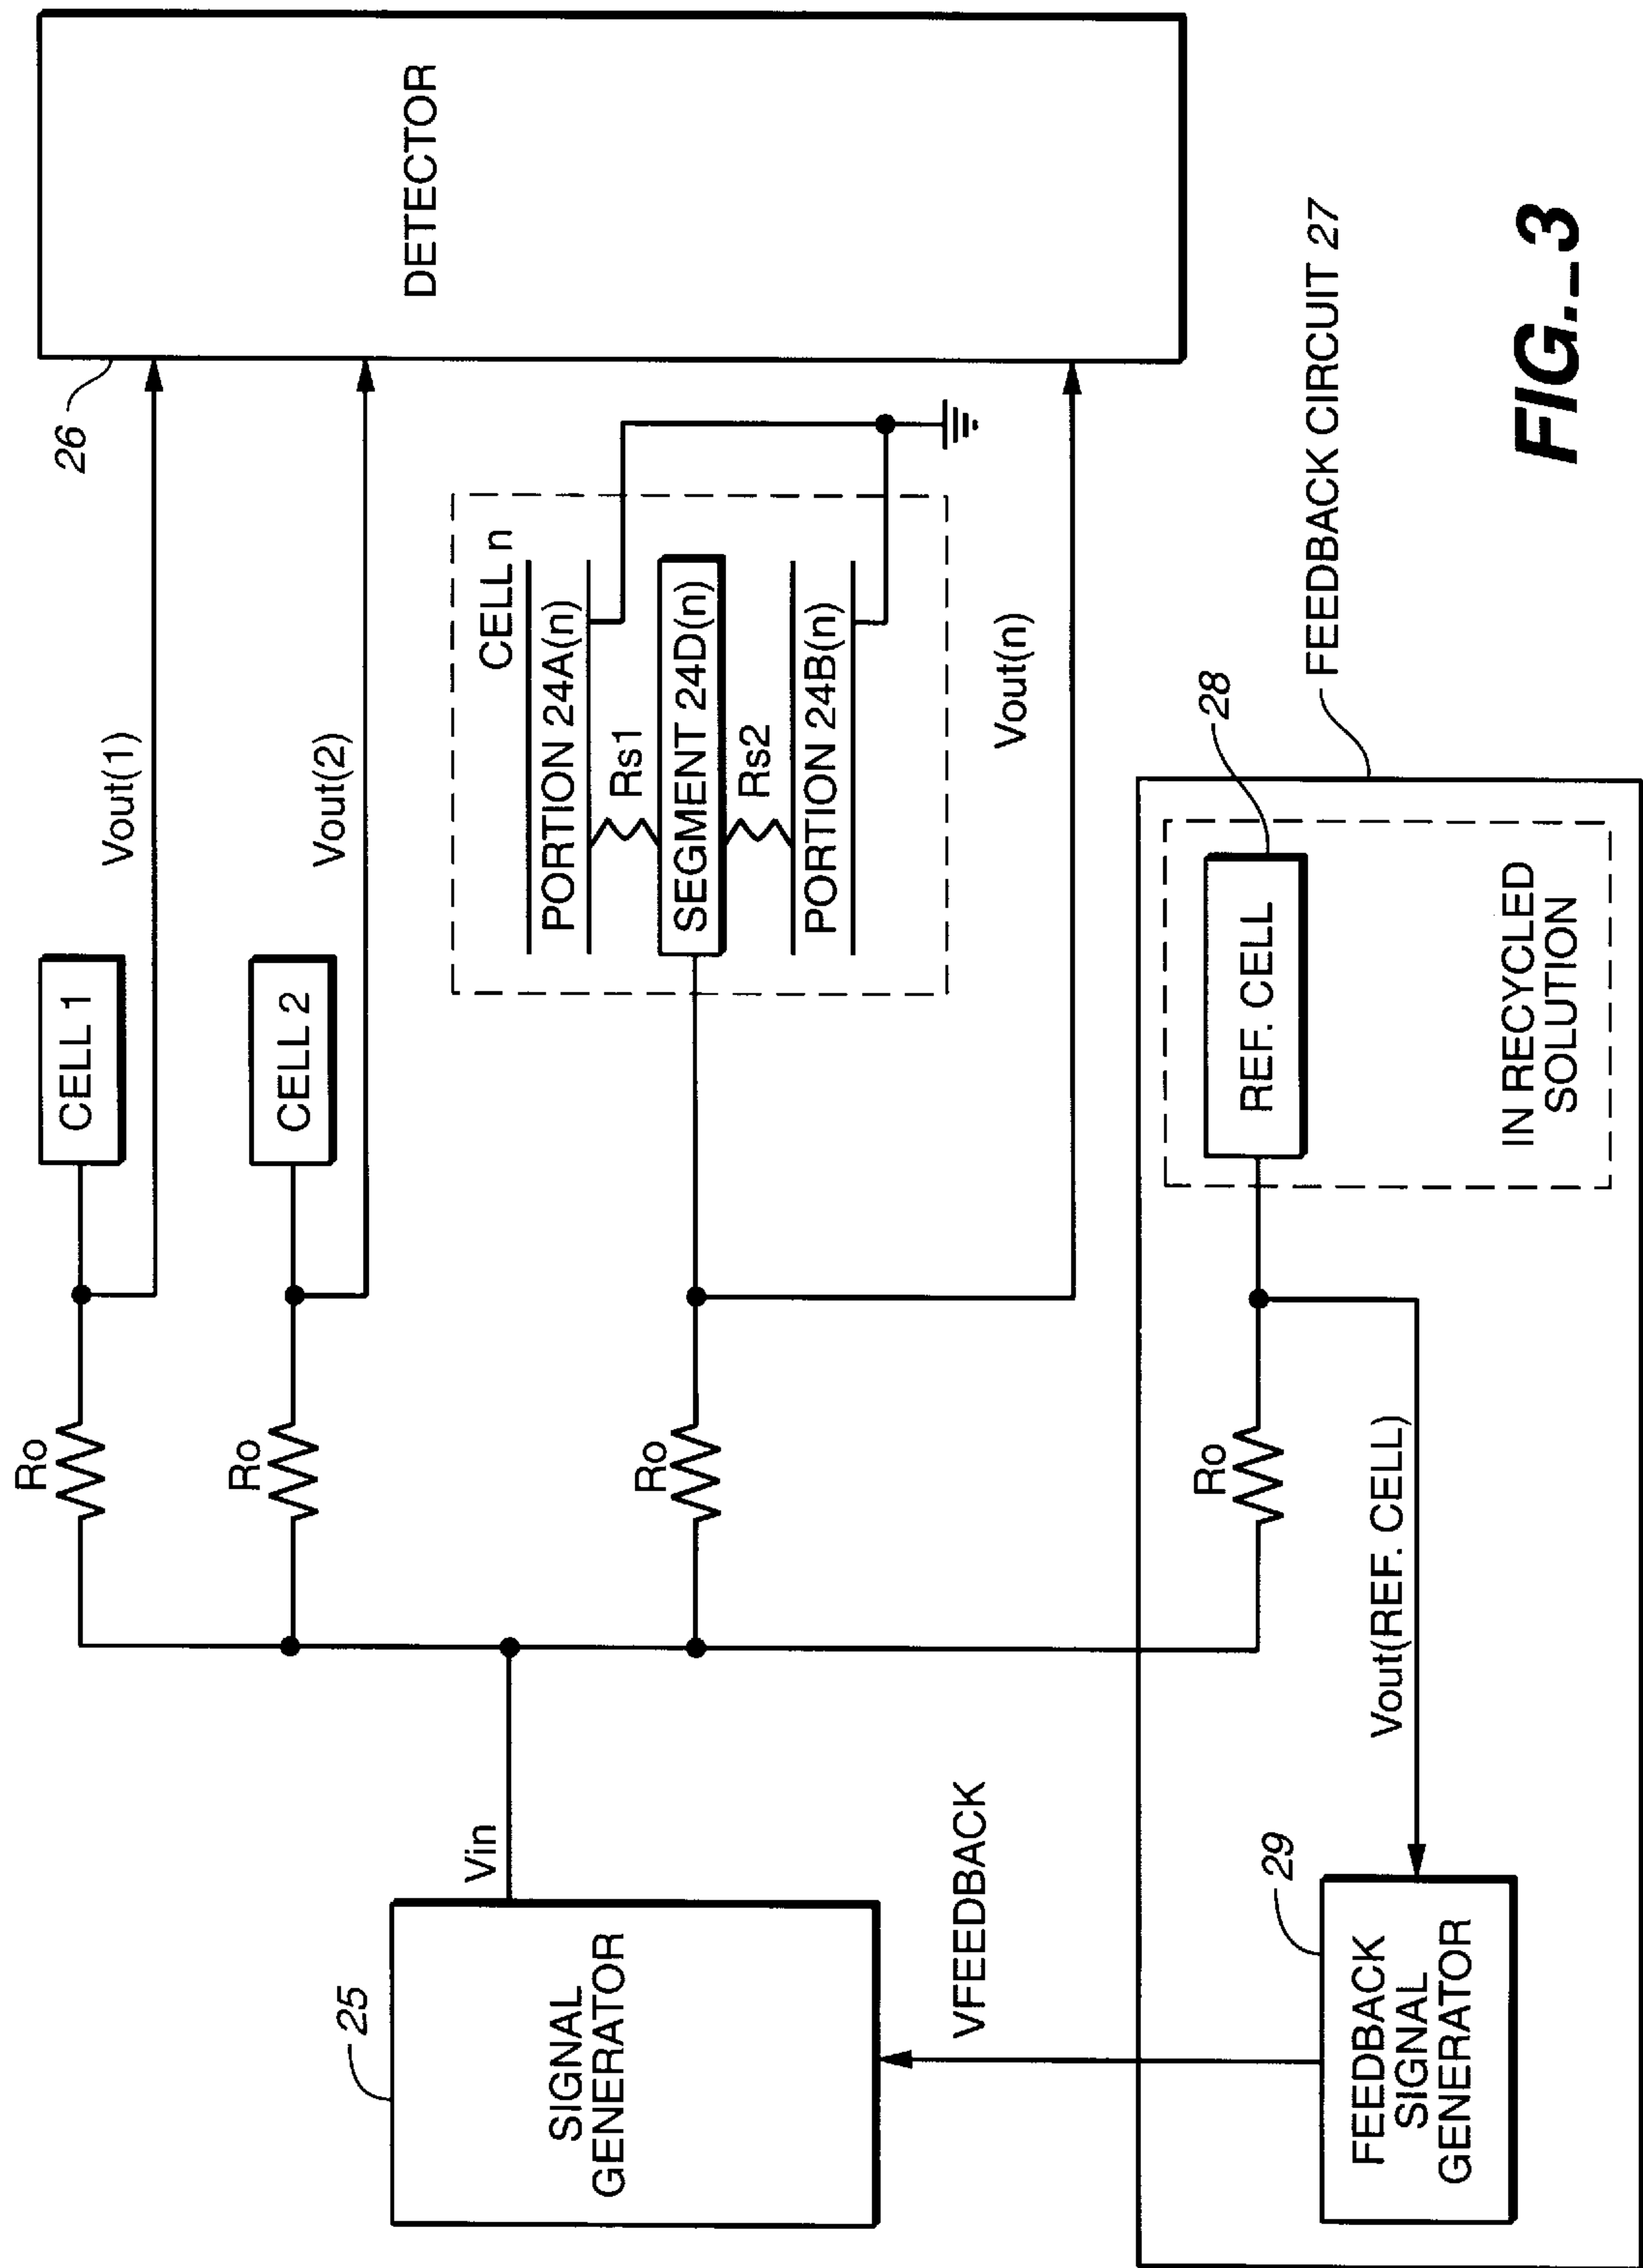 25
SIGNAL
GENERATOR
Vin
VFEEDBACK
Ro
CELL 1
Vout(1)
Ro
CELL 2
Vout(2)
Ro
CELL n
PORTION 24A(n)
Rs1
SEGMENT 24D(n)
Rs2
PORTION 24B(n)
Vout(n)
26
DETECTOR
29
FEEDBACK
SIGNAL
GENERATOR
Vout(REF. CELL)
Ro
28
REF. CELL
IN RECYCLED
SOLUTION
FEEDBACK CIRCUIT 27
FIG._3